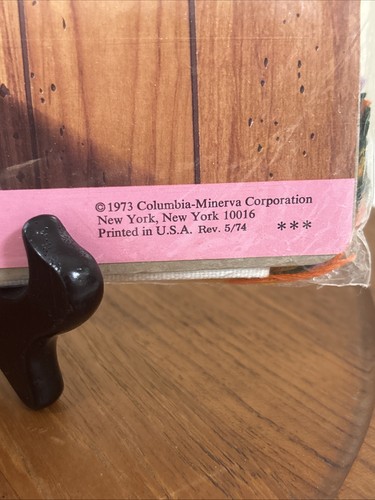 ©1973 Columbia-Minerva Corporation
New York, New York 10016
Printed in U.S.A. Rev. 5/74 ***